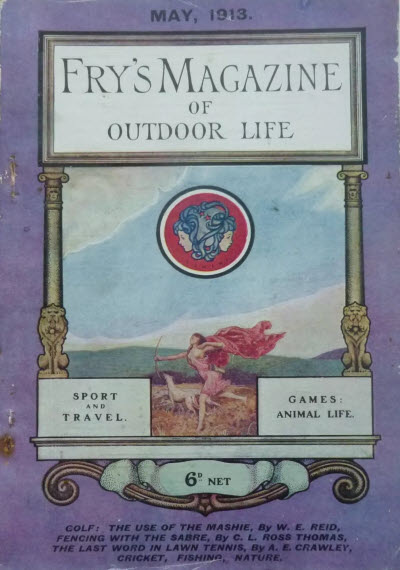 MAY, 1913.
FRY'S MAGAZINE
OF
OUTDOOR LIFE
SPORT
AND
TRAVEL.
GAMES:
ANIMAL LIFE.
6D NET
GOLF: THE USE OF THE MASHIE, By W. E. REID,
FENCING WITH THE SABRE, By C. L. ROSS THOMAS,
THE LAST WORD IN LAWN TENNIS, By A. E. CRAWLEY,
CRICKET, FISHING, NATURE.